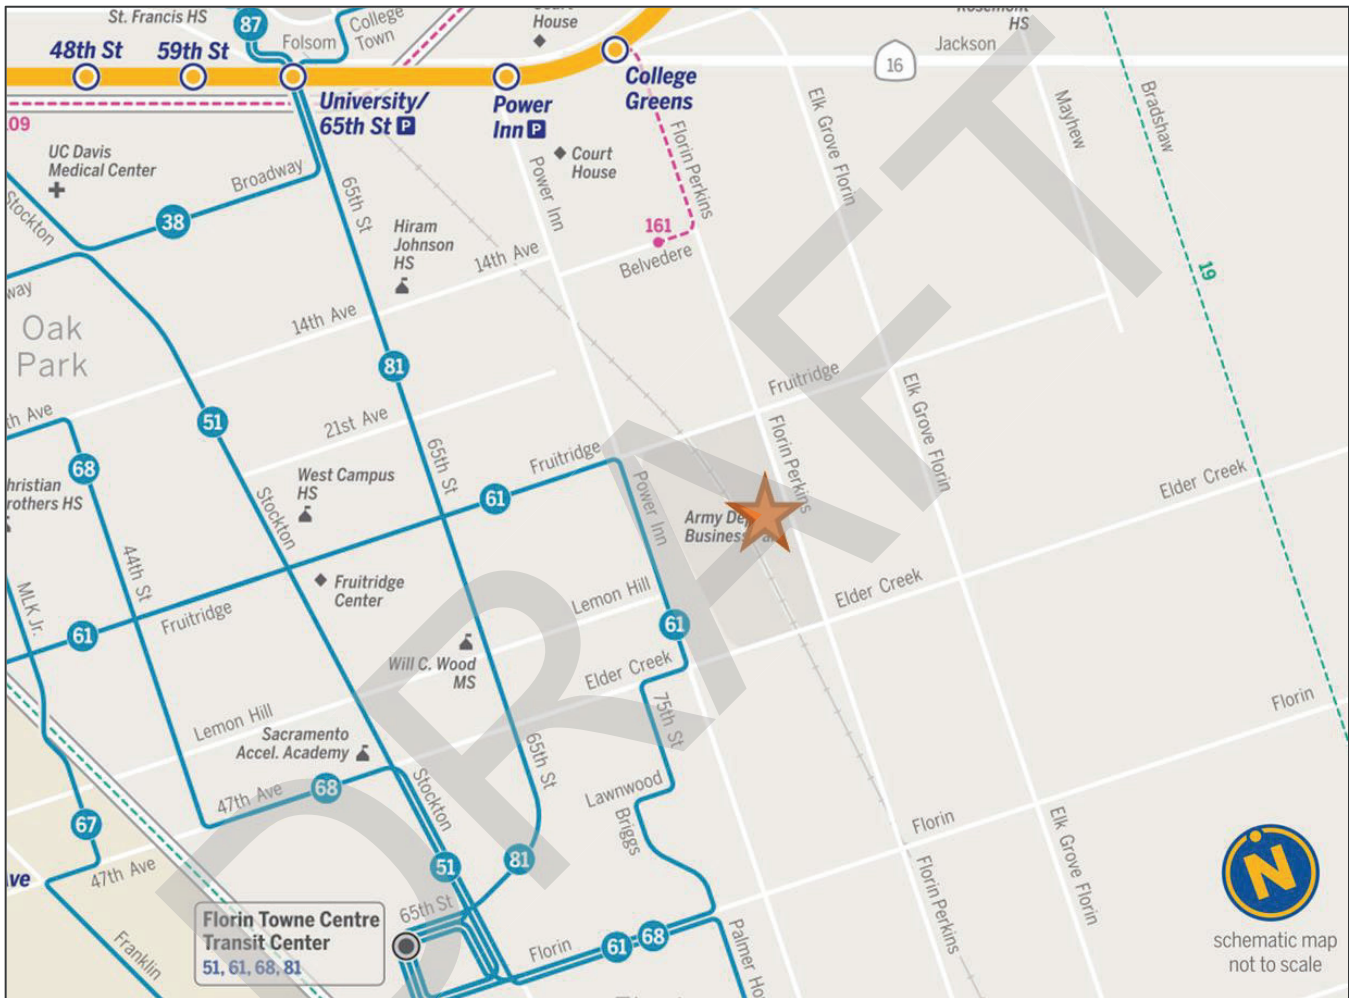 St. Francis HS
87
Folsom
College
Town
Court
House
HS
Jackson
16
48th St
59th St
University/
65th St P
Power
Inn P
College
Greens
Elk Grove Florin
Mayhew
Bradshaw
UC Davis
Medical Center
Broadway
Stockton
38
65th St
Power Inn
Court
House
Florin Perkins
161
Belvedere
Hiram
Johnson
HS
14th Ave
14th Ave
19
Oak
Park
81
51
21st Ave
Fruitridge
Elk Grove Florin
68
65th St
Fruitridge
61
Power Inn
Florin Perkins
Elder Creek
West Campus
HS
Stockton
Army
Business
44th St
MLK Jr.
Fruitridge
Center
Fruitridge
61
Lemon Hill
61
Elder Creek
Will C. Wood
MS
Elder Creek
75th St
Florin
Lemon Hill
Sacramento
Accel. Academy
65th St
47th Ave
68
Stockton
Lawnwood
Briggs
67
47th Ave
51
81
Florin
Elk Grove Florin
Florin Perkins
65th St
Florin Towne Centre
Transit Center
51, 61, 68, 81
Franklin
Florin
61
68
Palmer
N
schematic map
not to scale
DRAFT